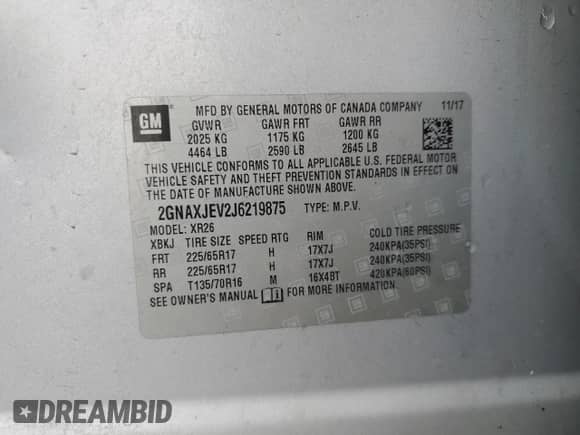 GM
MFD BY GENERAL MOTORS OF CANADA COMPANY 11/17
GVWR GAWR FRT GAWR RR
2025 KG 1175 KG 1200 KG
4464 LB 2590 LB 2645 LB
THIS VEHICLE CONFORMS TO ALL APPLICABLE U.S. FEDERAL MOTOR
VEHICLE SAFETY AND THEFT PREVENTION STANDARDS IN EFFECT ON
THE DATE OF MANUFACTURE SHOWN ABOVE.
2GNAXJEV2J6219875 TYPE: M.P.V.
MODEL: XR26
XBKJ TIRE SIZE SPEED RTG RIM COLD TIRE PRESSURE
FRT 225/65R17 H 17X7J 240KPA(35PSI)
RR 225/65R17 H 17X7J 240KPA(35PSI)
SPA T135/70R16 M 16X4BT 420KPA(60PSI)
SEE OWNER'S MANUAL FOR MORE INFORMATION.
DREAMBID